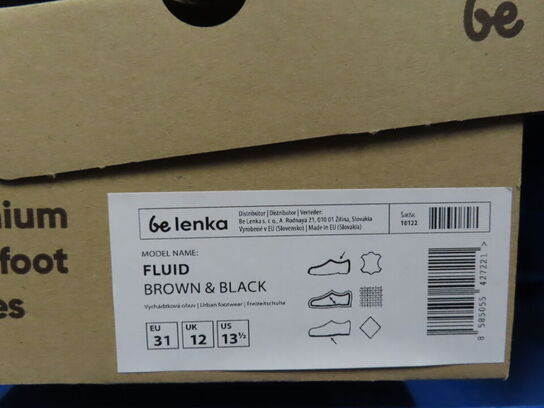 be
nium
foot
es
be lenka
Distributor | Distributor | Verteiler:
Be Lenka s. r. o., A. Rudnaya 21, 010 01 Žilina, Slovakia
Vyrobené v EÚ (Slovensko) | Made in EU (Slovakia)
Šarža:
10122
MODEL NAME:
FLUID
BROWN & BLACK
Vychádzková obuv | Urban footwear | Freizeitschuhe
EU 31 UK 12 US 13½
8 585055 427221 >